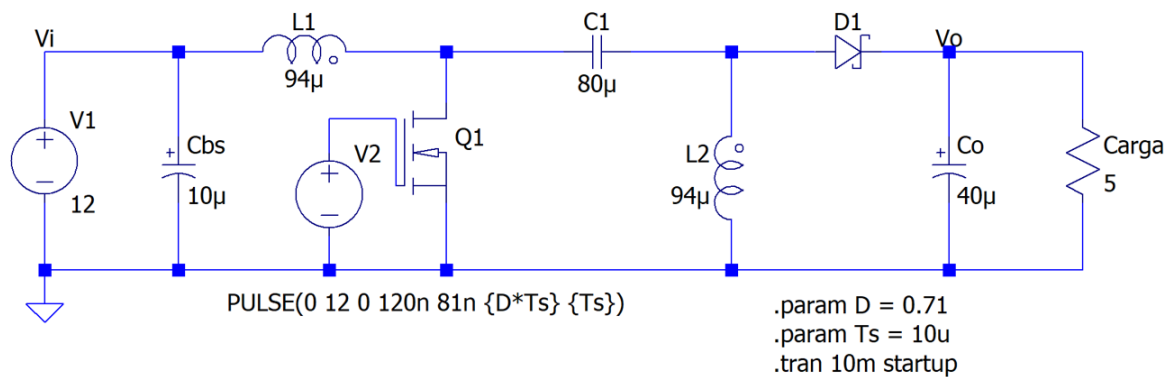 Vi
L1
94µ
C1
80µ
D1
Vo
V1
12
Cbs
10µ
V2
Q1
L2
94µ
Co
40µ
Carga
5
PULSE(0 12 0 120n 81n {D*Ts} {Ts})
.param D = 0.71
.param Ts = 10u
.tran 10m startup